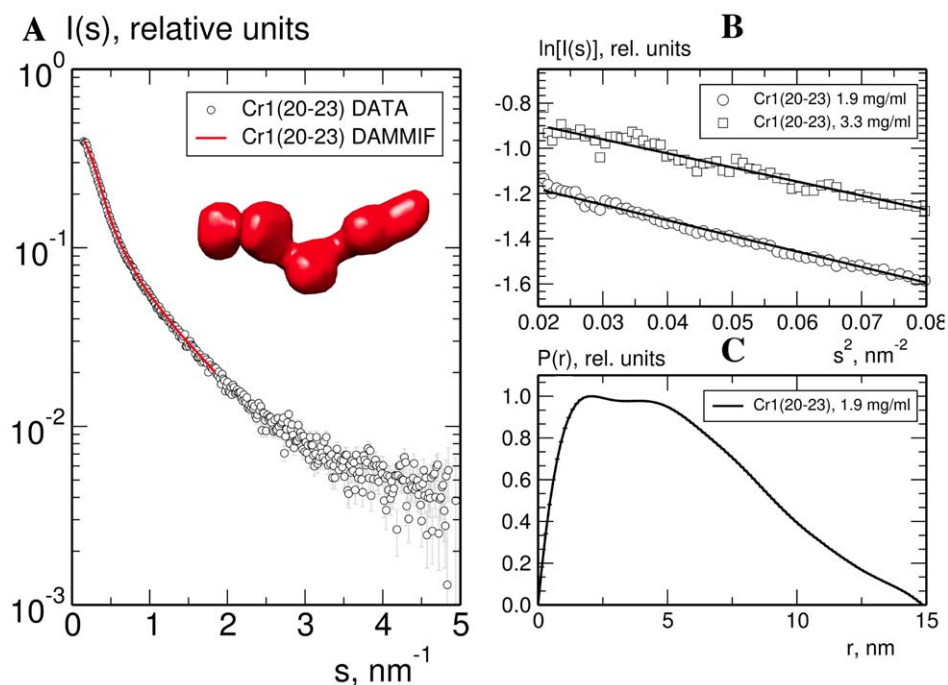 A I(s), relative units
10^0
10^-1
10^-2
10^-3
0 1 2 3 4 5
s, nm^-1
Cr1(20-23) DATA
Cr1(20-23) DAMMIF
B
ln[I(s)], rel. units
-0.8
-1.0
-1.2
-1.4
-1.6
Cr1(20-23) 1.9 mg/ml
Cr1(20-23), 3.3 mg/ml
0.02 0.03 0.04 0.05 0.06 0.07 0.08
s^2, nm^-2
C
P(r), rel. units
1.0
0.8
0.6
0.4
0.2
0.0
Cr1(20-23), 1.9 mg/ml
0 5 10 15
r, nm